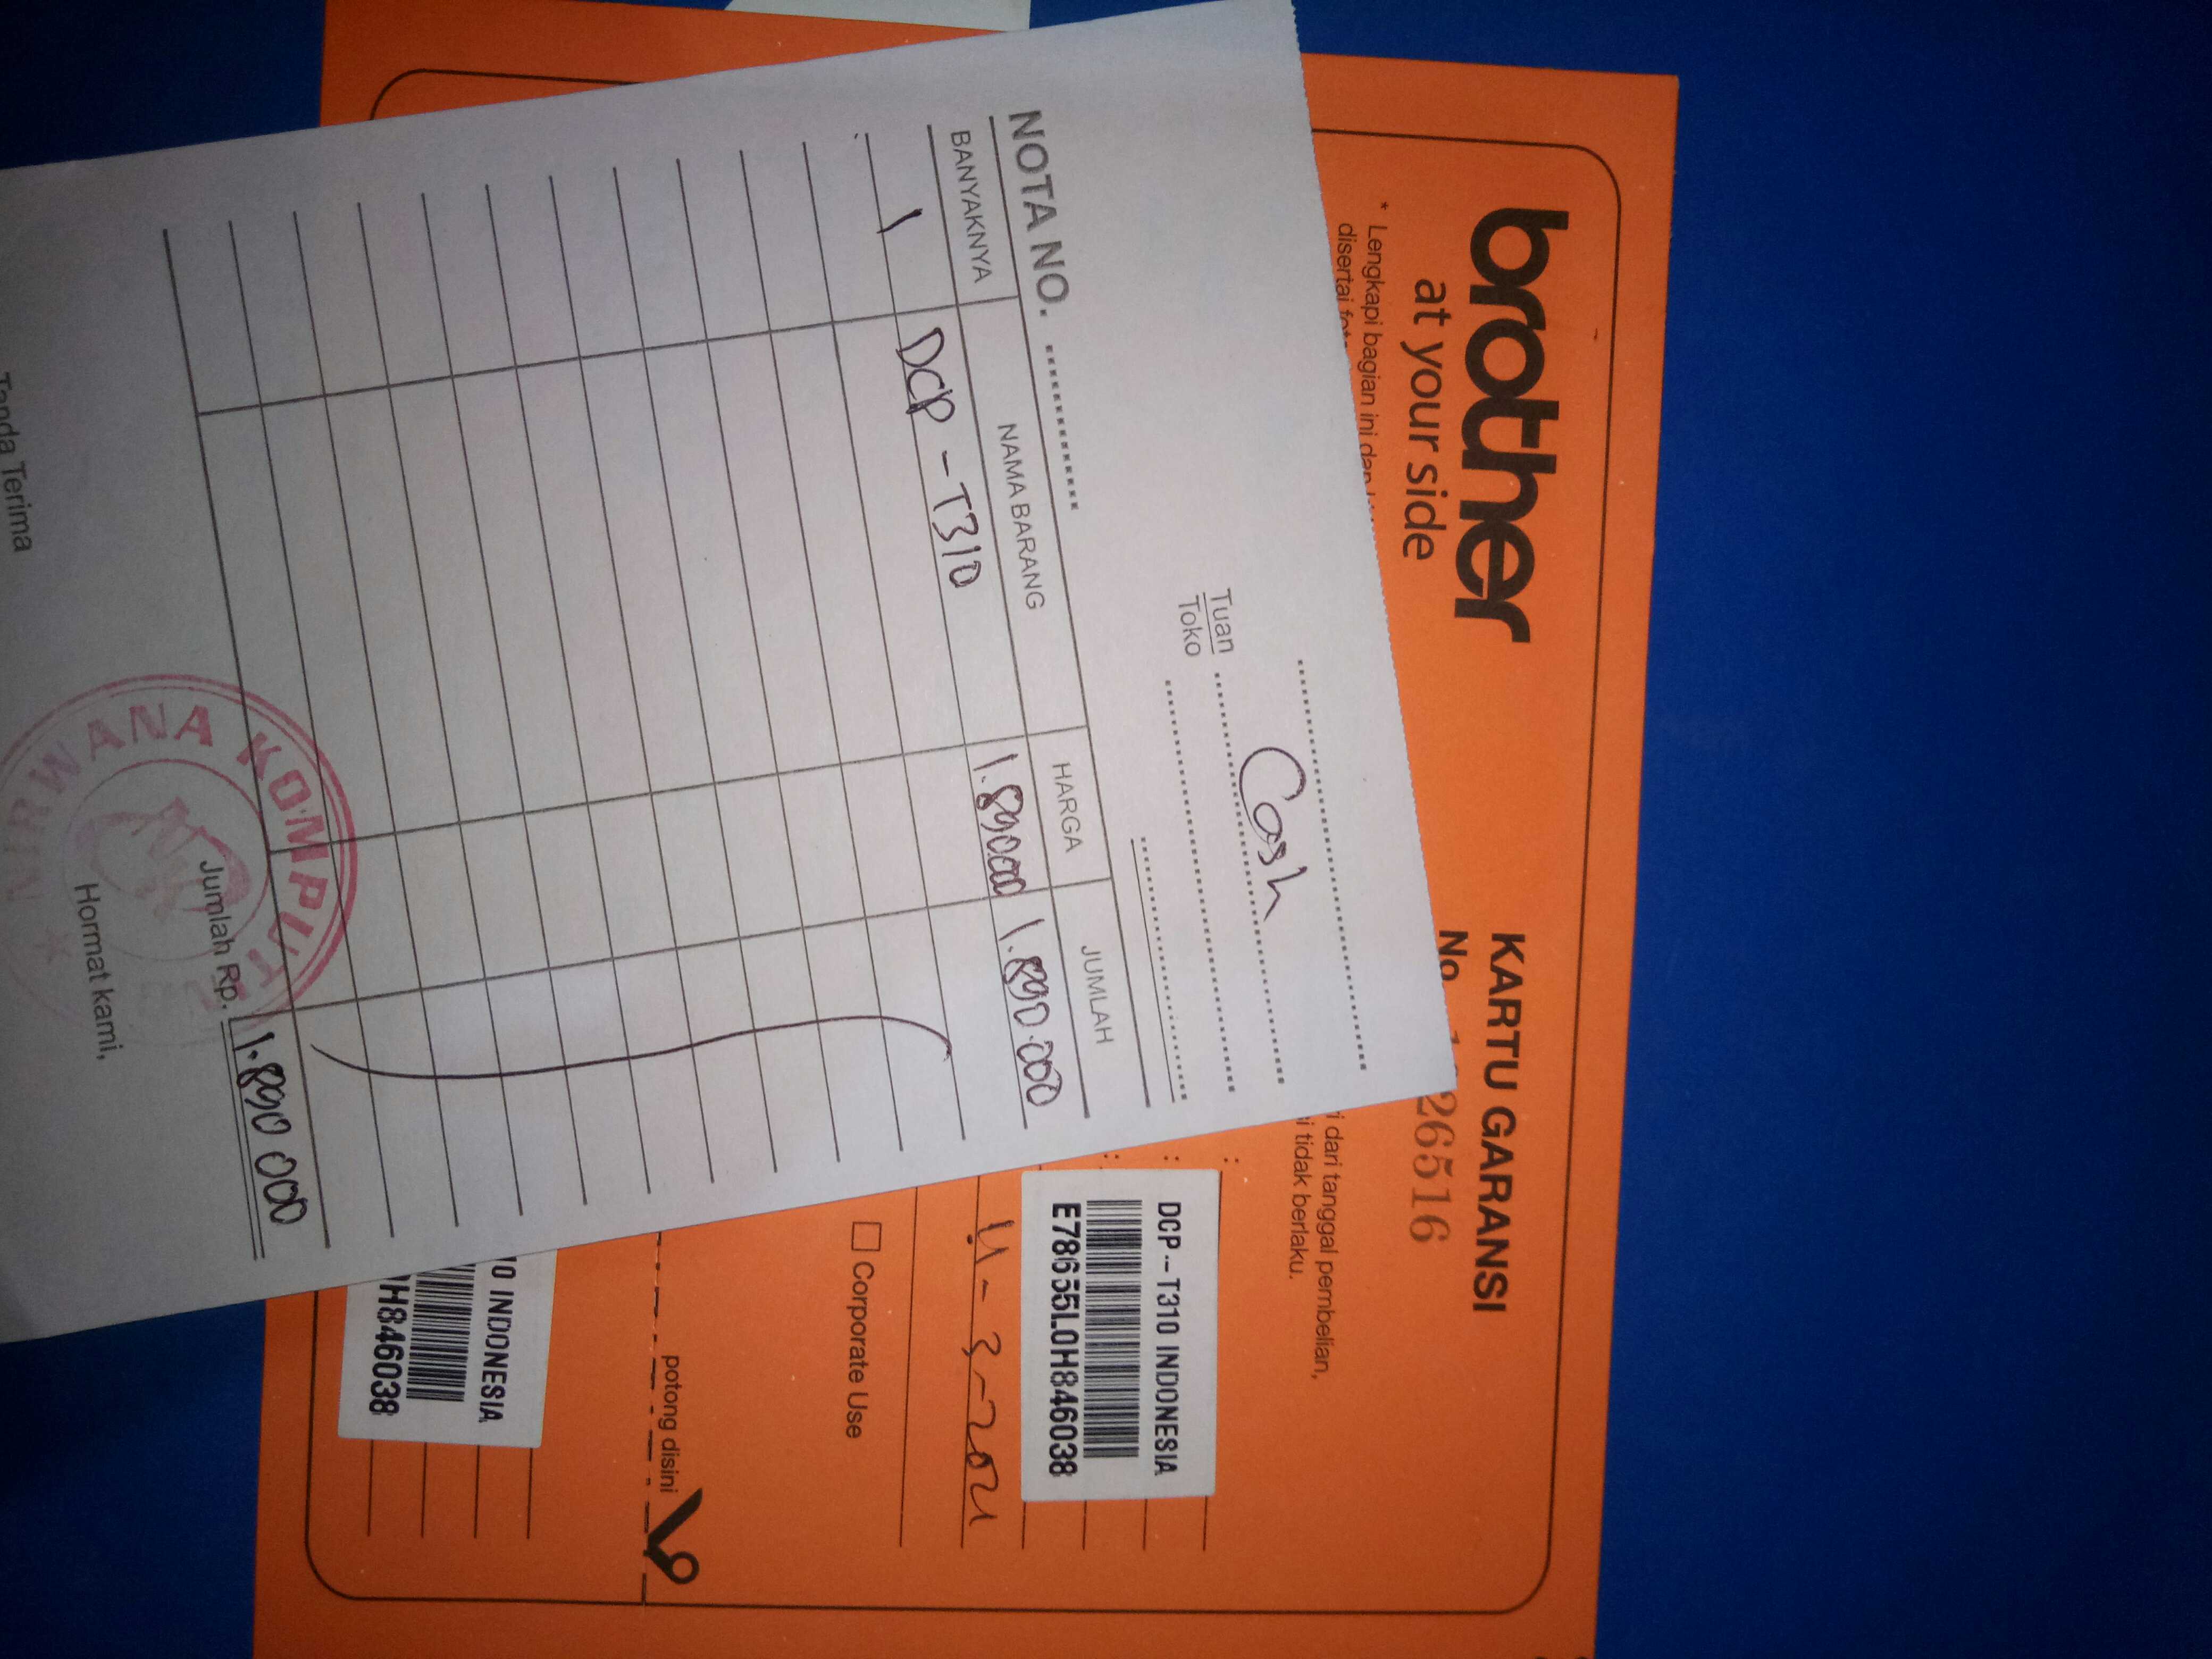 brother
at your side
KARTU GARANSI
No.
26516
* Lengkapi bagian ini dan
disertai
dari tanggal pembelian,
tidak berlaku.
DCP--T310 INDONESIA
E78655L0H846038
3-2021
Corporate Use
potong disini
10 INDONESIA
H846038
Cash
Tuan
Toko
NOTA NO.
BANYAKNYA NAMA BARANG HARGA JUMLAH
1 DCP - T310 1.890.000 1.890.000
Jumlah Rp. 1.890 000
Tanda Terima
Hormat kami,
KOMPUT